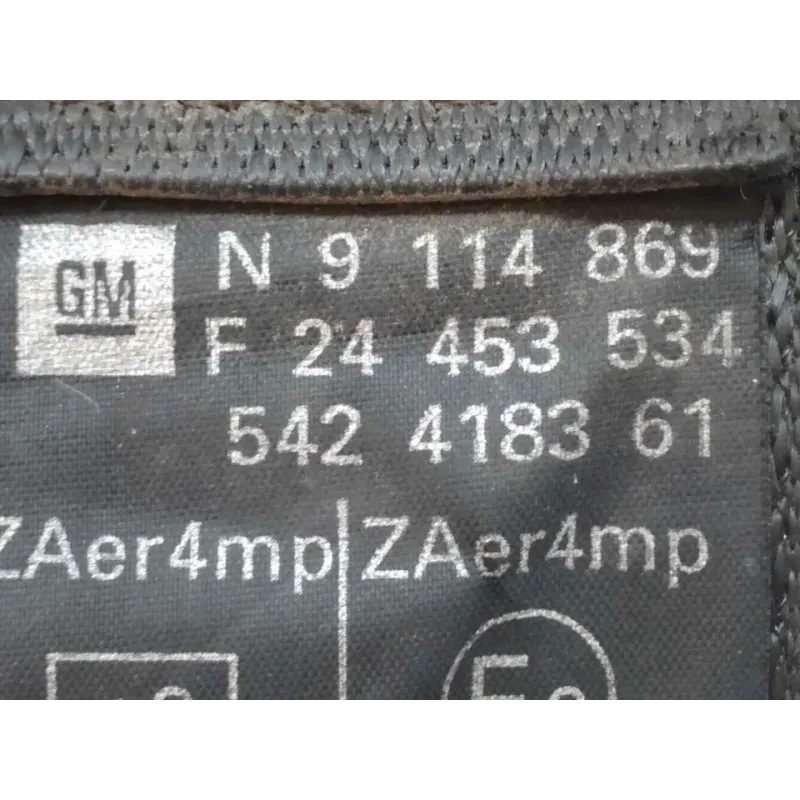 GM N 9 114 869
F 24 453 534
542 4183 61
ZAer4mp | ZAer4mp